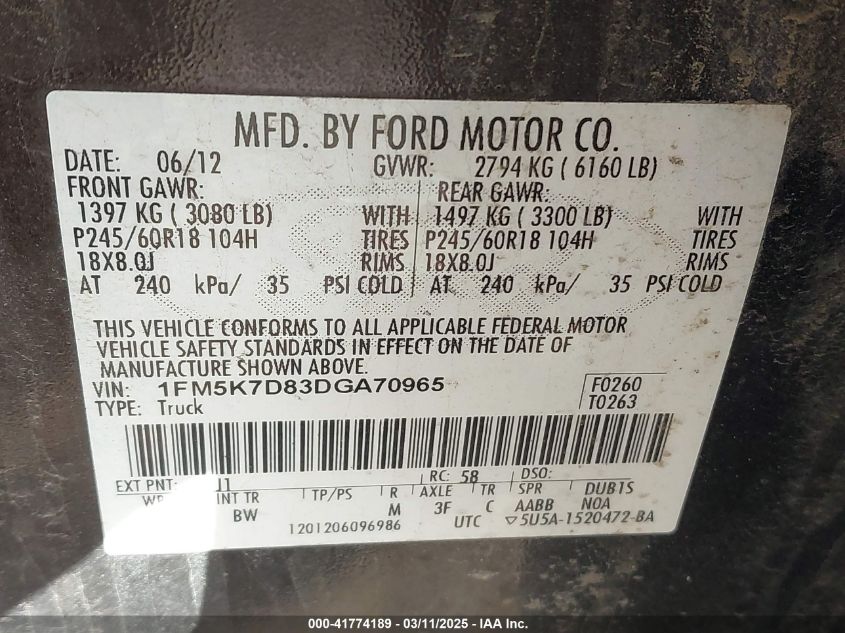 MFD. BY FORD MOTOR CO.
DATE: 06/12 GVWR: 2794 KG ( 6160 LB)
FRONT GAWR: REAR GAWR:
1397 KG ( 3080 LB) WITH 1497 KG ( 3300 LB) WITH
P245/60R18 104H TIRES P245/60R18 104H TIRES
18X8.0J RIMS 18X8.0J RIMS
AT 240 kPa/ 35 PSI COLD AT 240 kPa/ 35 PSI COLD
THIS VEHICLE CONFORMS TO ALL APPLICABLE FEDERAL MOTOR
VEHICLE SAFETY STANDARDS IN EFFECT ON THE DATE OF
MANUFACTURE SHOWN ABOVE.
VIN: 1FM5K7D83DGA70965 F0260
TYPE: Truck T0263
EXT PNT: J1 RC: 58 DSO:
WB INT TR TP/PS R AXLE TR SPR DUBTS
BW M 3F C AABB N0A
1201206096986 UTC ▽5U5A-1520472-BA
000-41774189 - 03/11/2025 - IAA Inc.